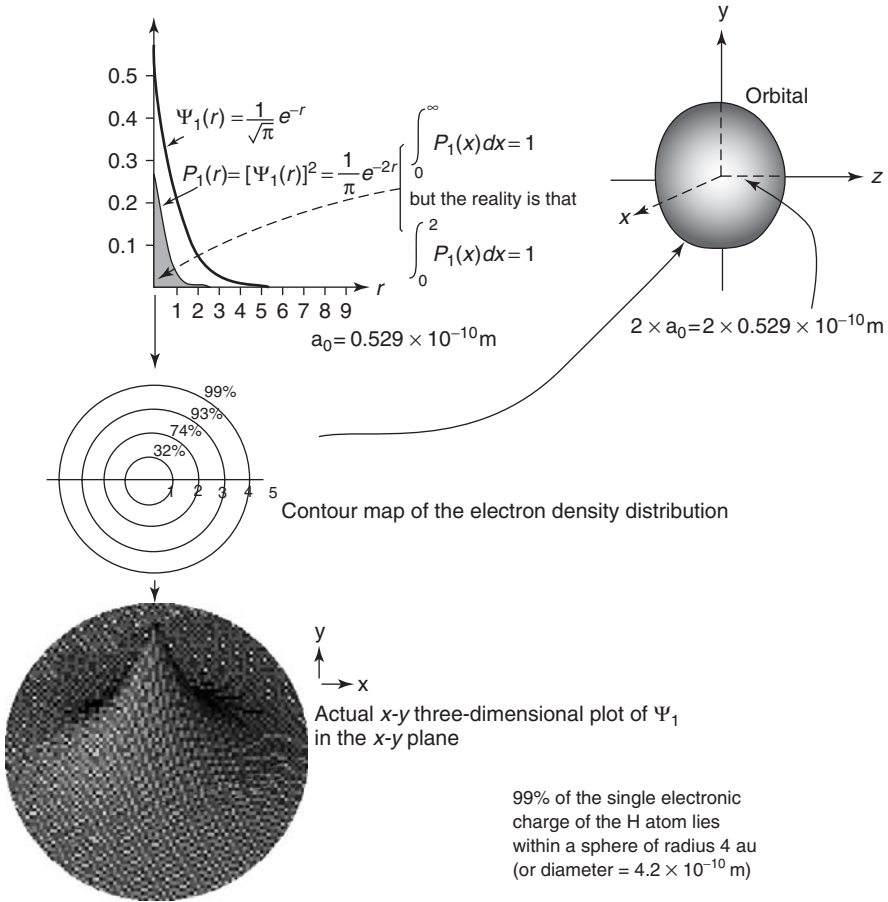 y
0.5
0.4
0.3
0.2
0.1
Ψ₁(r) = 1/√π e⁻ʳ
P₁(r) = [Ψ₁(r)]² = 1/π e⁻²ʳ
∫₀^∞ P₁(x) dx = 1
but the reality is that
∫₀² P₁(x) dx = 1
r
1 2 3 4 5 6 7 8 9
a₀ = 0.529 × 10⁻¹⁰ m
Orbital
x
z
2 × a₀ = 2 × 0.529 × 10⁻¹⁰ m
99%
93%
74%
32%
1 2 3 4 5
Contour map of the electron density distribution
y
x
Actual x-y three-dimensional plot of Ψ₁
in the x-y plane
99% of the single electronic
charge of the H atom lies
within a sphere of radius 4 au
(or diameter = 4.2 × 10⁻¹⁰ m)